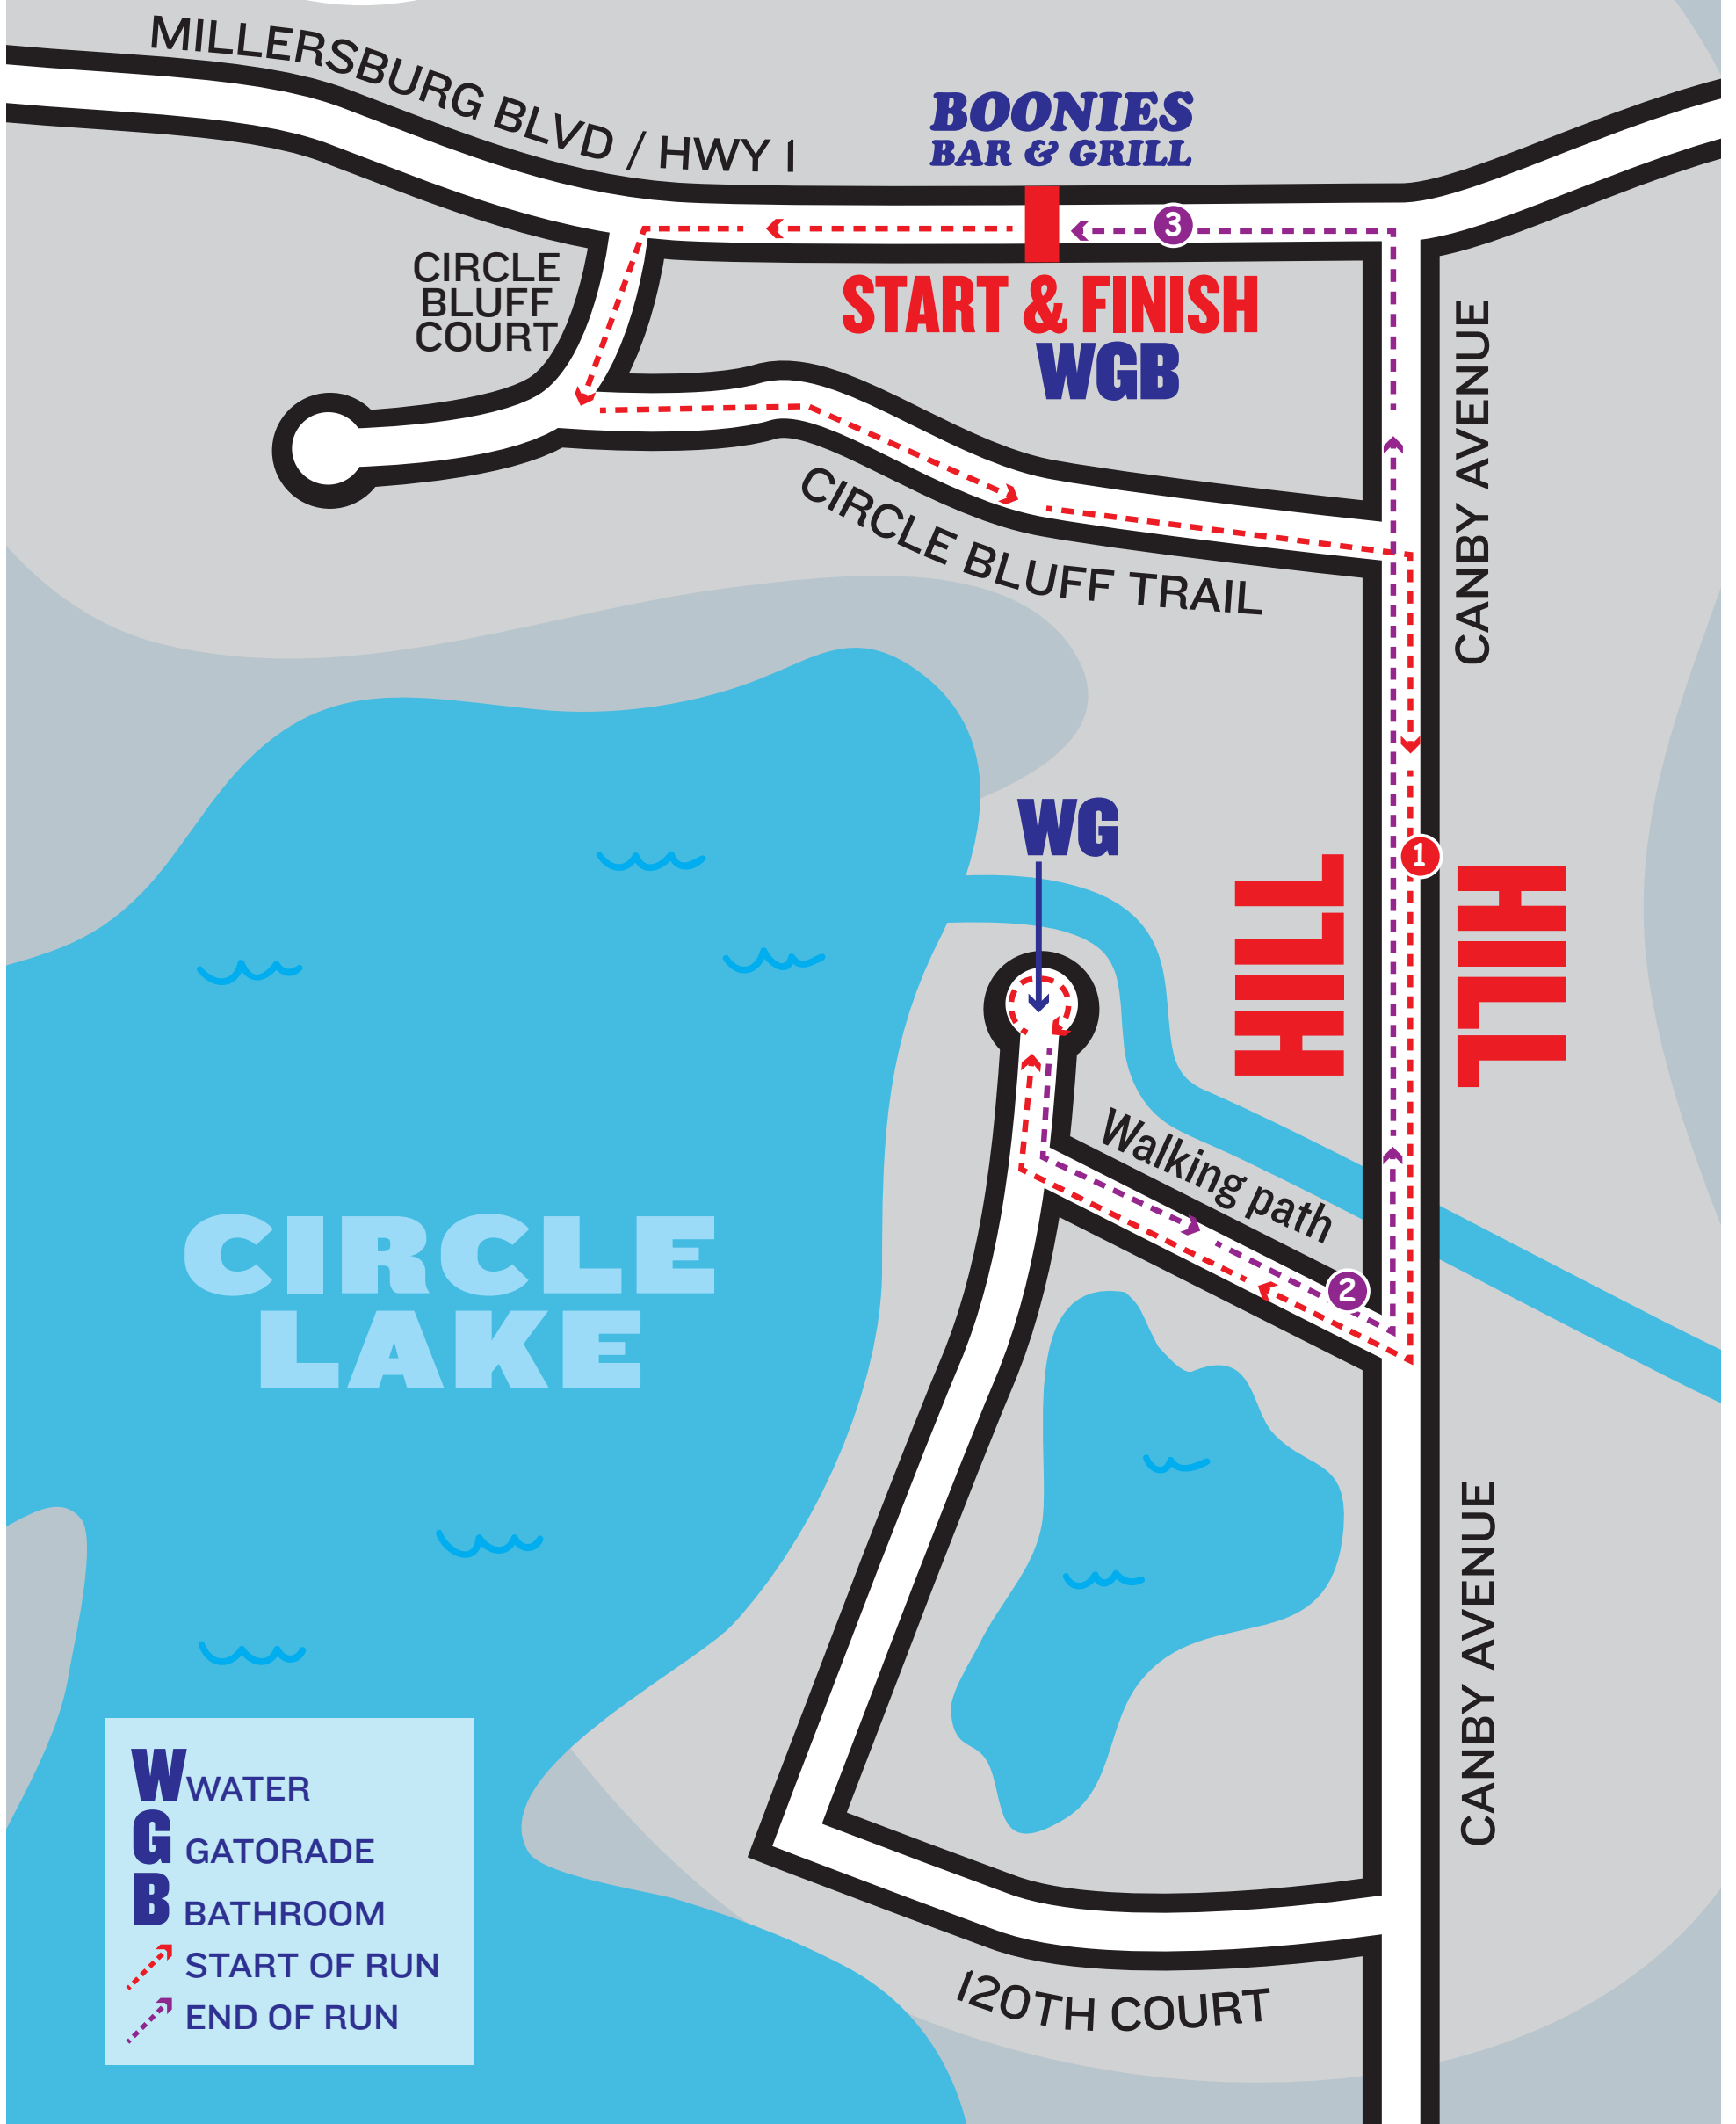 MILLERSBURG BLVD / HWY 1
BOONIES
BAR & GRILL
3
CIRCLE
BLUFF
COURT
START & FINISH
WGB
CANBY AVENUE
CIRCLE BLUFF TRAIL
WG
1
HILL
HILL
Walking path
2
CIRCLE
LAKE
CANBY AVENUE
W WATER
G GATORADE
B BATHROOM
START OF RUN
END OF RUN
120TH COURT